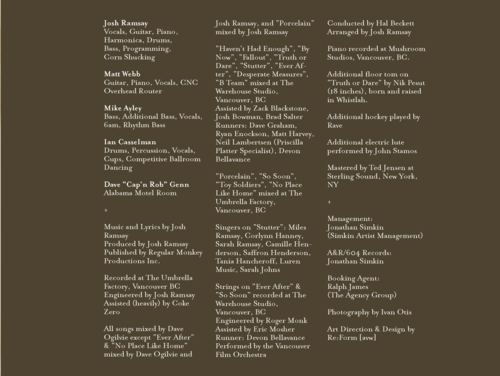 Josh Ramsay
Vocals, Guitar, Piano,
Harmonica, Drums,
Bass, Programming,
Corn Shucking
Matt Webb
Guitar, Piano, Vocals, CNC
Overhead Router
Mike Ayley
Bass, Additional Bass, Vocals,
6am, Rhythm Bass
Ian Casselman
Drums, Percussion, Vocals,
Cups, Competitive Ballroom
Dancing
Dave "Cap'n Rob" Genn
Alabama Motel Room
+
Music and Lyrics by Josh
Ramsay
Produced by Josh Ramsay
Published by Regular Monkey
Productions Inc.
Recorded at The Umbrella
Factory, Vancouver BC
Engineered by Josh Ramsay
Assisted (heavily) by Coke
Zero
All songs mixed by Dave
Ogilvie except "Ever After"
& "No Place Like Home"
mixed by Dave Ogilvie and
Josh Ramsay, and "Porcelain"
mixed by Josh Ramsay
"Haven't Had Enough", "By
Now", "Fallout", "Truth or
Dare", "Stutter", "Ever Af-
ter", "Desperate Measures",
"B Team" mixed at The
Warehouse Studio,
Vancouver, BC
Assisted by Zack Blackstone,
Josh Bowman, Brad Salter
Runners: Dave Graham,
Ryan Enockson, Matt Harvey,
Neil Lambertsen (Priscilla
Platter Specialist), Devon
Bellavance
"Porcelain", "So Soon",
"Toy Soldiers", "No Place
Like Home" mixed at The
Umbrella Factory,
Vancouver, BC
Singers on "Stutter": Miles
Ramsay, Corlynn Hanney,
Sarah Ramsay, Camille Hen-
derson, Saffron Henderson,
Tania Hancheroff, Luren
Music, Sarah Johns
Strings on "Ever After" &
"So Soon" recorded at The
Warehouse Studio,
Vancouver, BC
Engineered by Roger Monk
Assisted by Eric Mosher
Runner: Devon Bellavance
Performed by the Vancouver
Film Orchestra
Conducted by Hal Beckett
Arranged by Josh Ramsay
Piano recorded at Mushroom
Studios, Vancouver, BC.
Additional floor tom on
"Truth or Dare" by Nik Pesut
(18 inches), born and raised
in Whistlah.
Additional hockey played by
Rave
Additional electric lute
performed by John Stamos
Mastered by Ted Jensen at
Sterling Sound, New York,
NY
+
Management:
Jonathan Simkin
(Simkin Artist Management)
A&R/604 Records:
Jonathan Simkin
Booking Agent:
Ralph James
(The Agency Group)
Photography by Ivan Otis
Art Direction & Design by
Re:Form [avw]